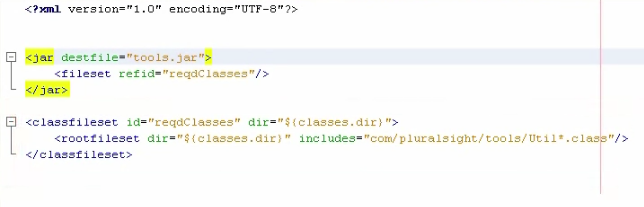 <?xml version="1.0" encoding="UTF-8"?>
<jar destfile="tools.jar">
<fileset refid="reqdClasses"/>
</jar>
<classfileset id="reqdClasses" dir="${classes.dir}">
<rootfileset dir="${classes.dir}" includes="com/pluralsight/tools/Util*.class"/>
</classfileset>